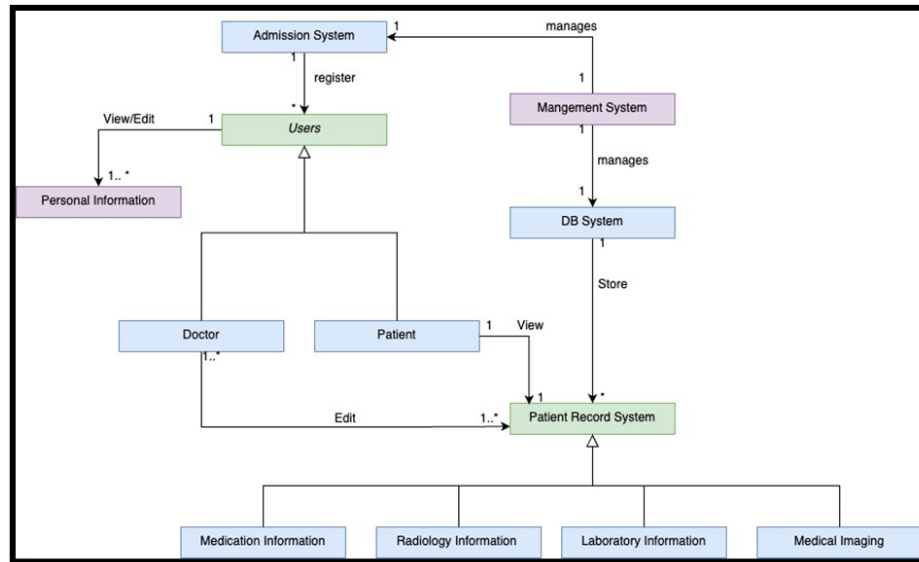 Admission System
1
1
manages
1
register
1
*
Mangement System
1
View/Edit
1
Users
manages
1.. *
1
Personal Information
DB System
1
Store
Doctor
Patient
1
View
1..*
1
*
Edit
1..*
Patient Record System
Medication Information
Radiology Information
Laboratory Information
Medical Imaging